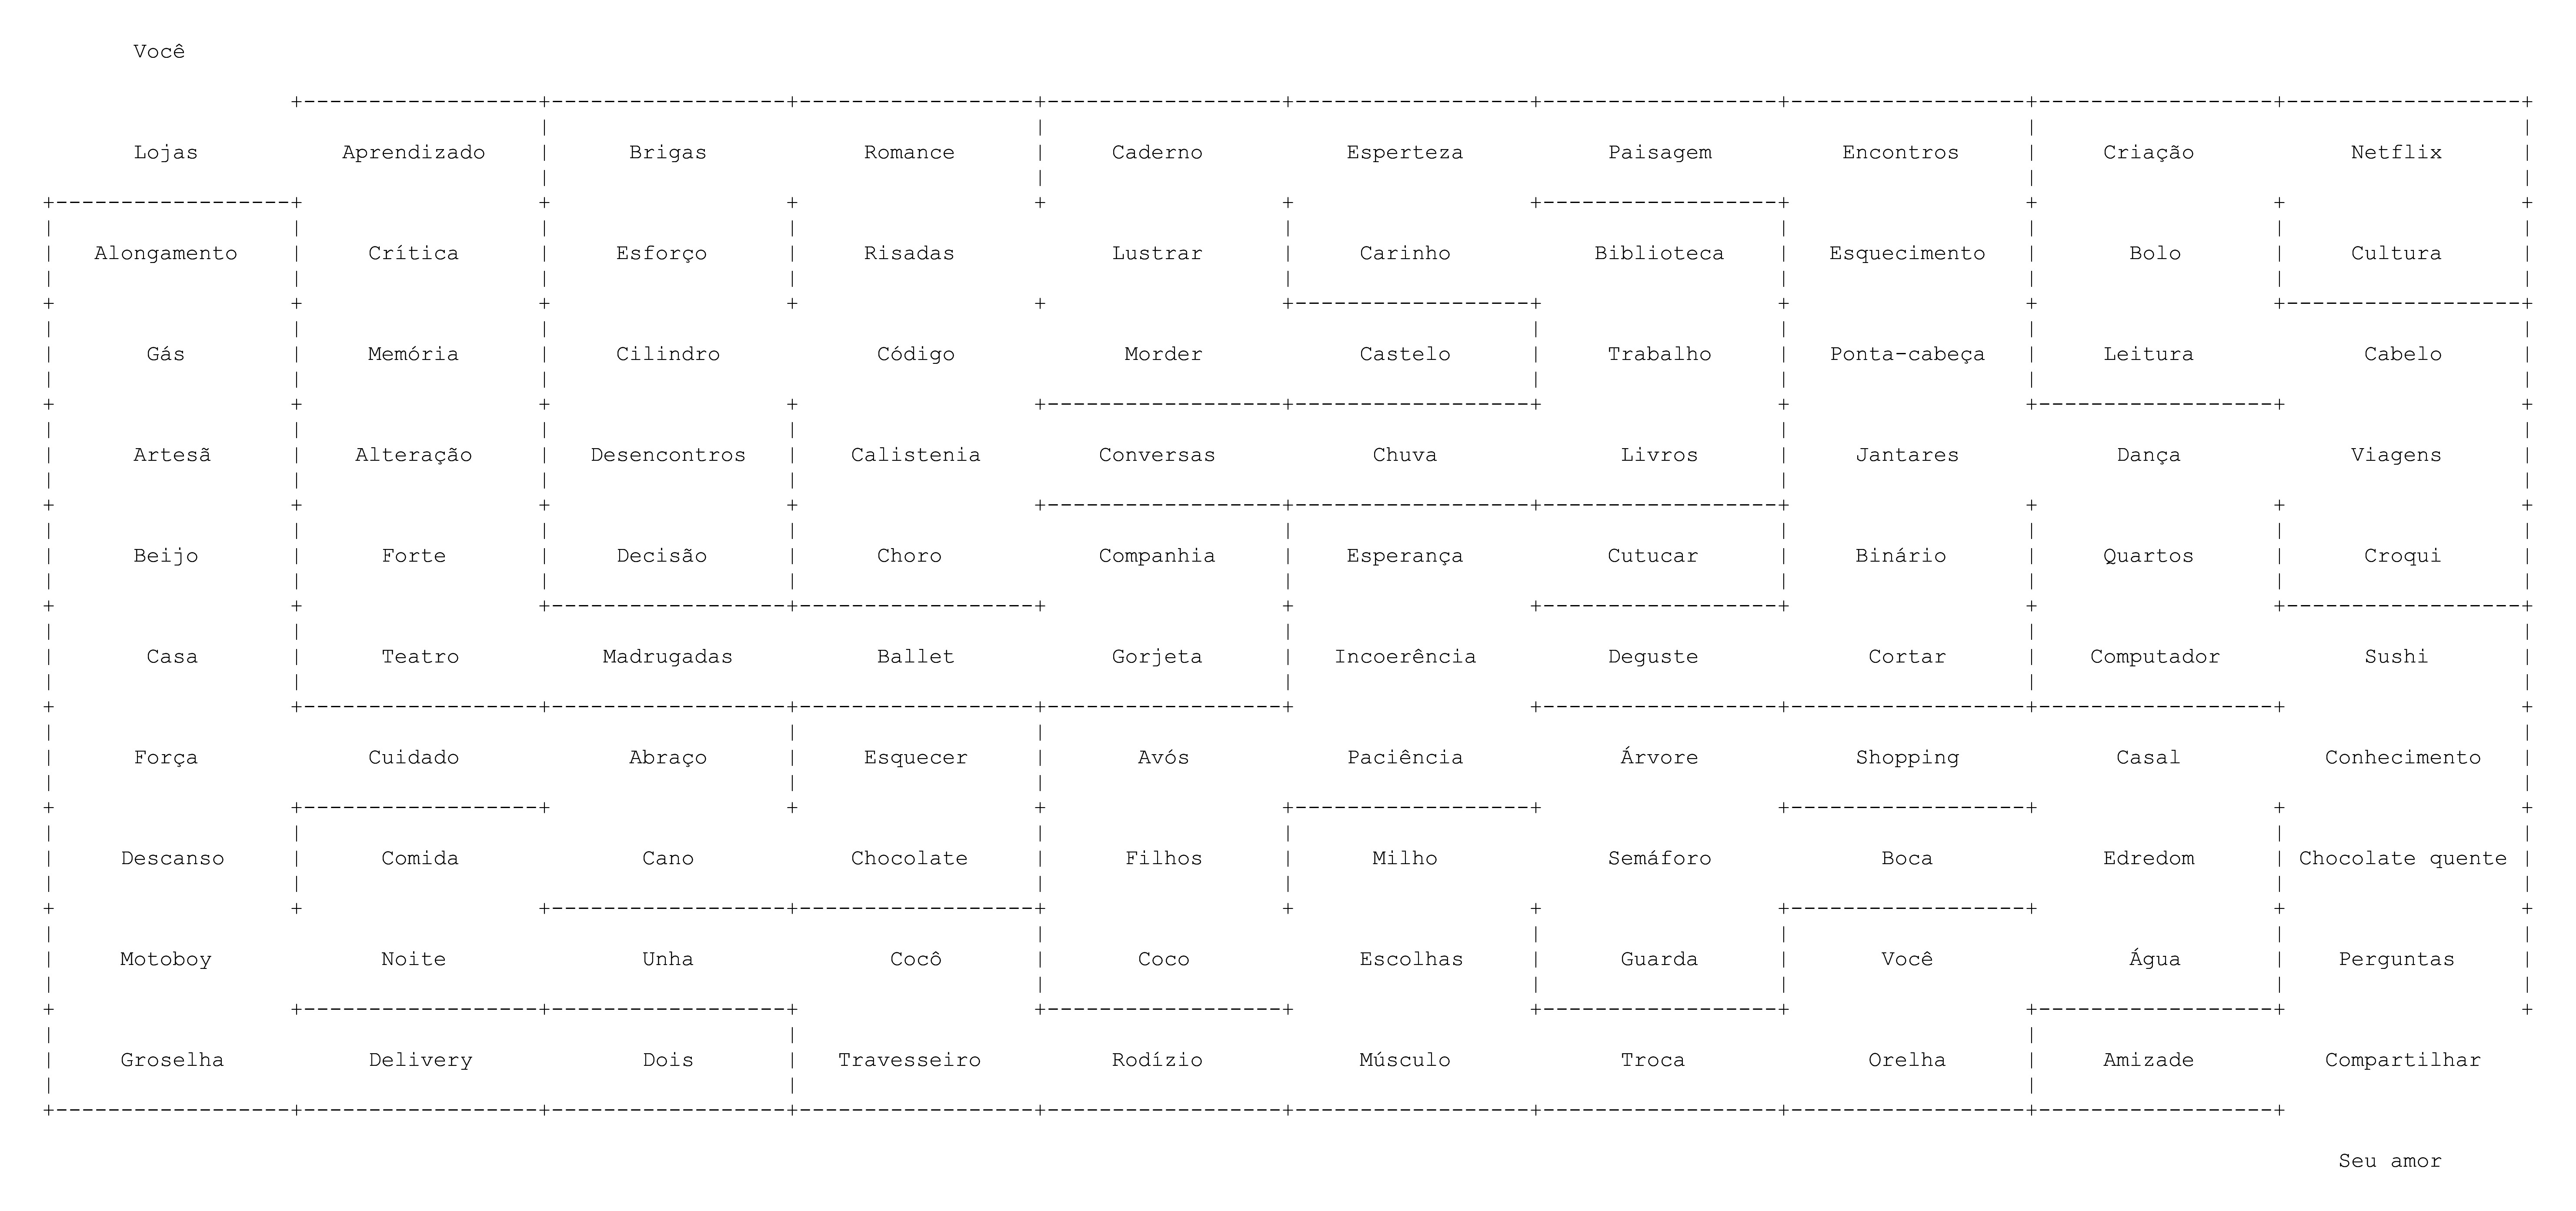 Você
Lojas Aprendizado Brigas Romance Caderno Esperteza Paisagem Encontros Criação Netflix
Alongamento Crítica Esforço Risadas Lustrar Carinho Biblioteca Esquecimento Bolo Cultura
Gás Memória Cilindro Código Morder Castelo Trabalho Ponta-cabeça Leitura Cabelo
Artesã Alteração Desencontros Calistenia Conversas Chuva Livros Jantares Dança Viagens
Beijo Forte Decisão Choro Companhia Esperança Cutucar Binário Quartos Croqui
Casa Teatro Madrugadas Ballet Gorjeta Incoerência Deguste Cortar Computador Sushi
Força Cuidado Abraço Esquecer Avós Paciência Árvore Shopping Casal Conhecimento
Descanso Comida Cano Chocolate Filhos Milho Semáforo Boca Edredom Chocolate quente
Motoboy Noite Unha Cocô Coco Escolhas Guarda Você Água Perguntas
Groselha Delivery Dois Travesseiro Rodízio Músculo Troca Orelha Amizade Compartilhar
Seu amor